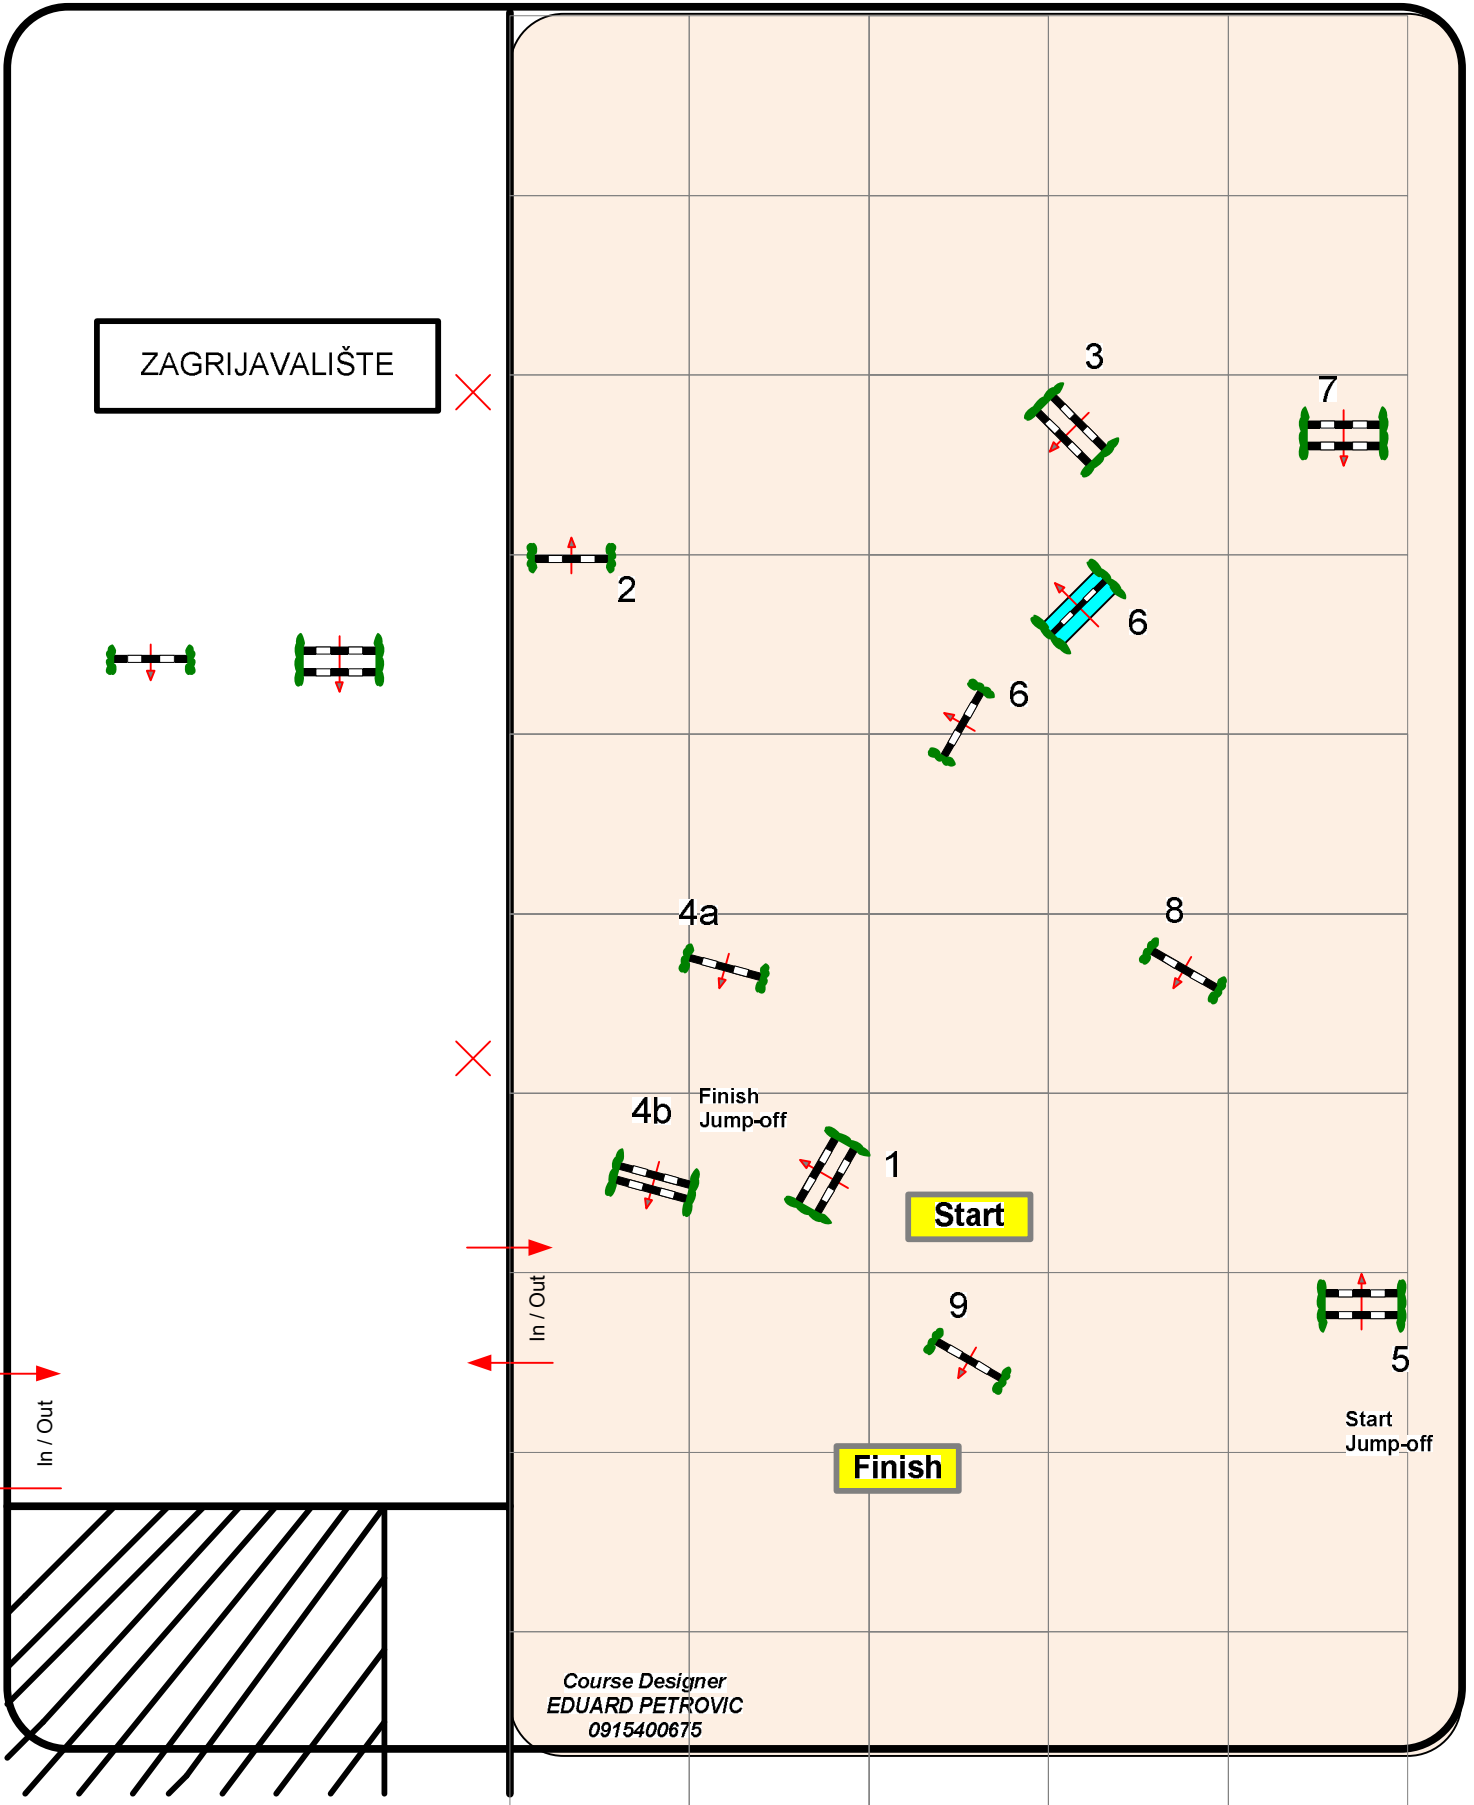 3
ZAGRIJAVALIŠTE
7
2
6
6
4a
8
Finish
Jump-off
4b
1
Start
In / Out
9
5
In / Out
Start
Jump-off
Finish
Course Designer
EDUARD PETROVIC
0915400675